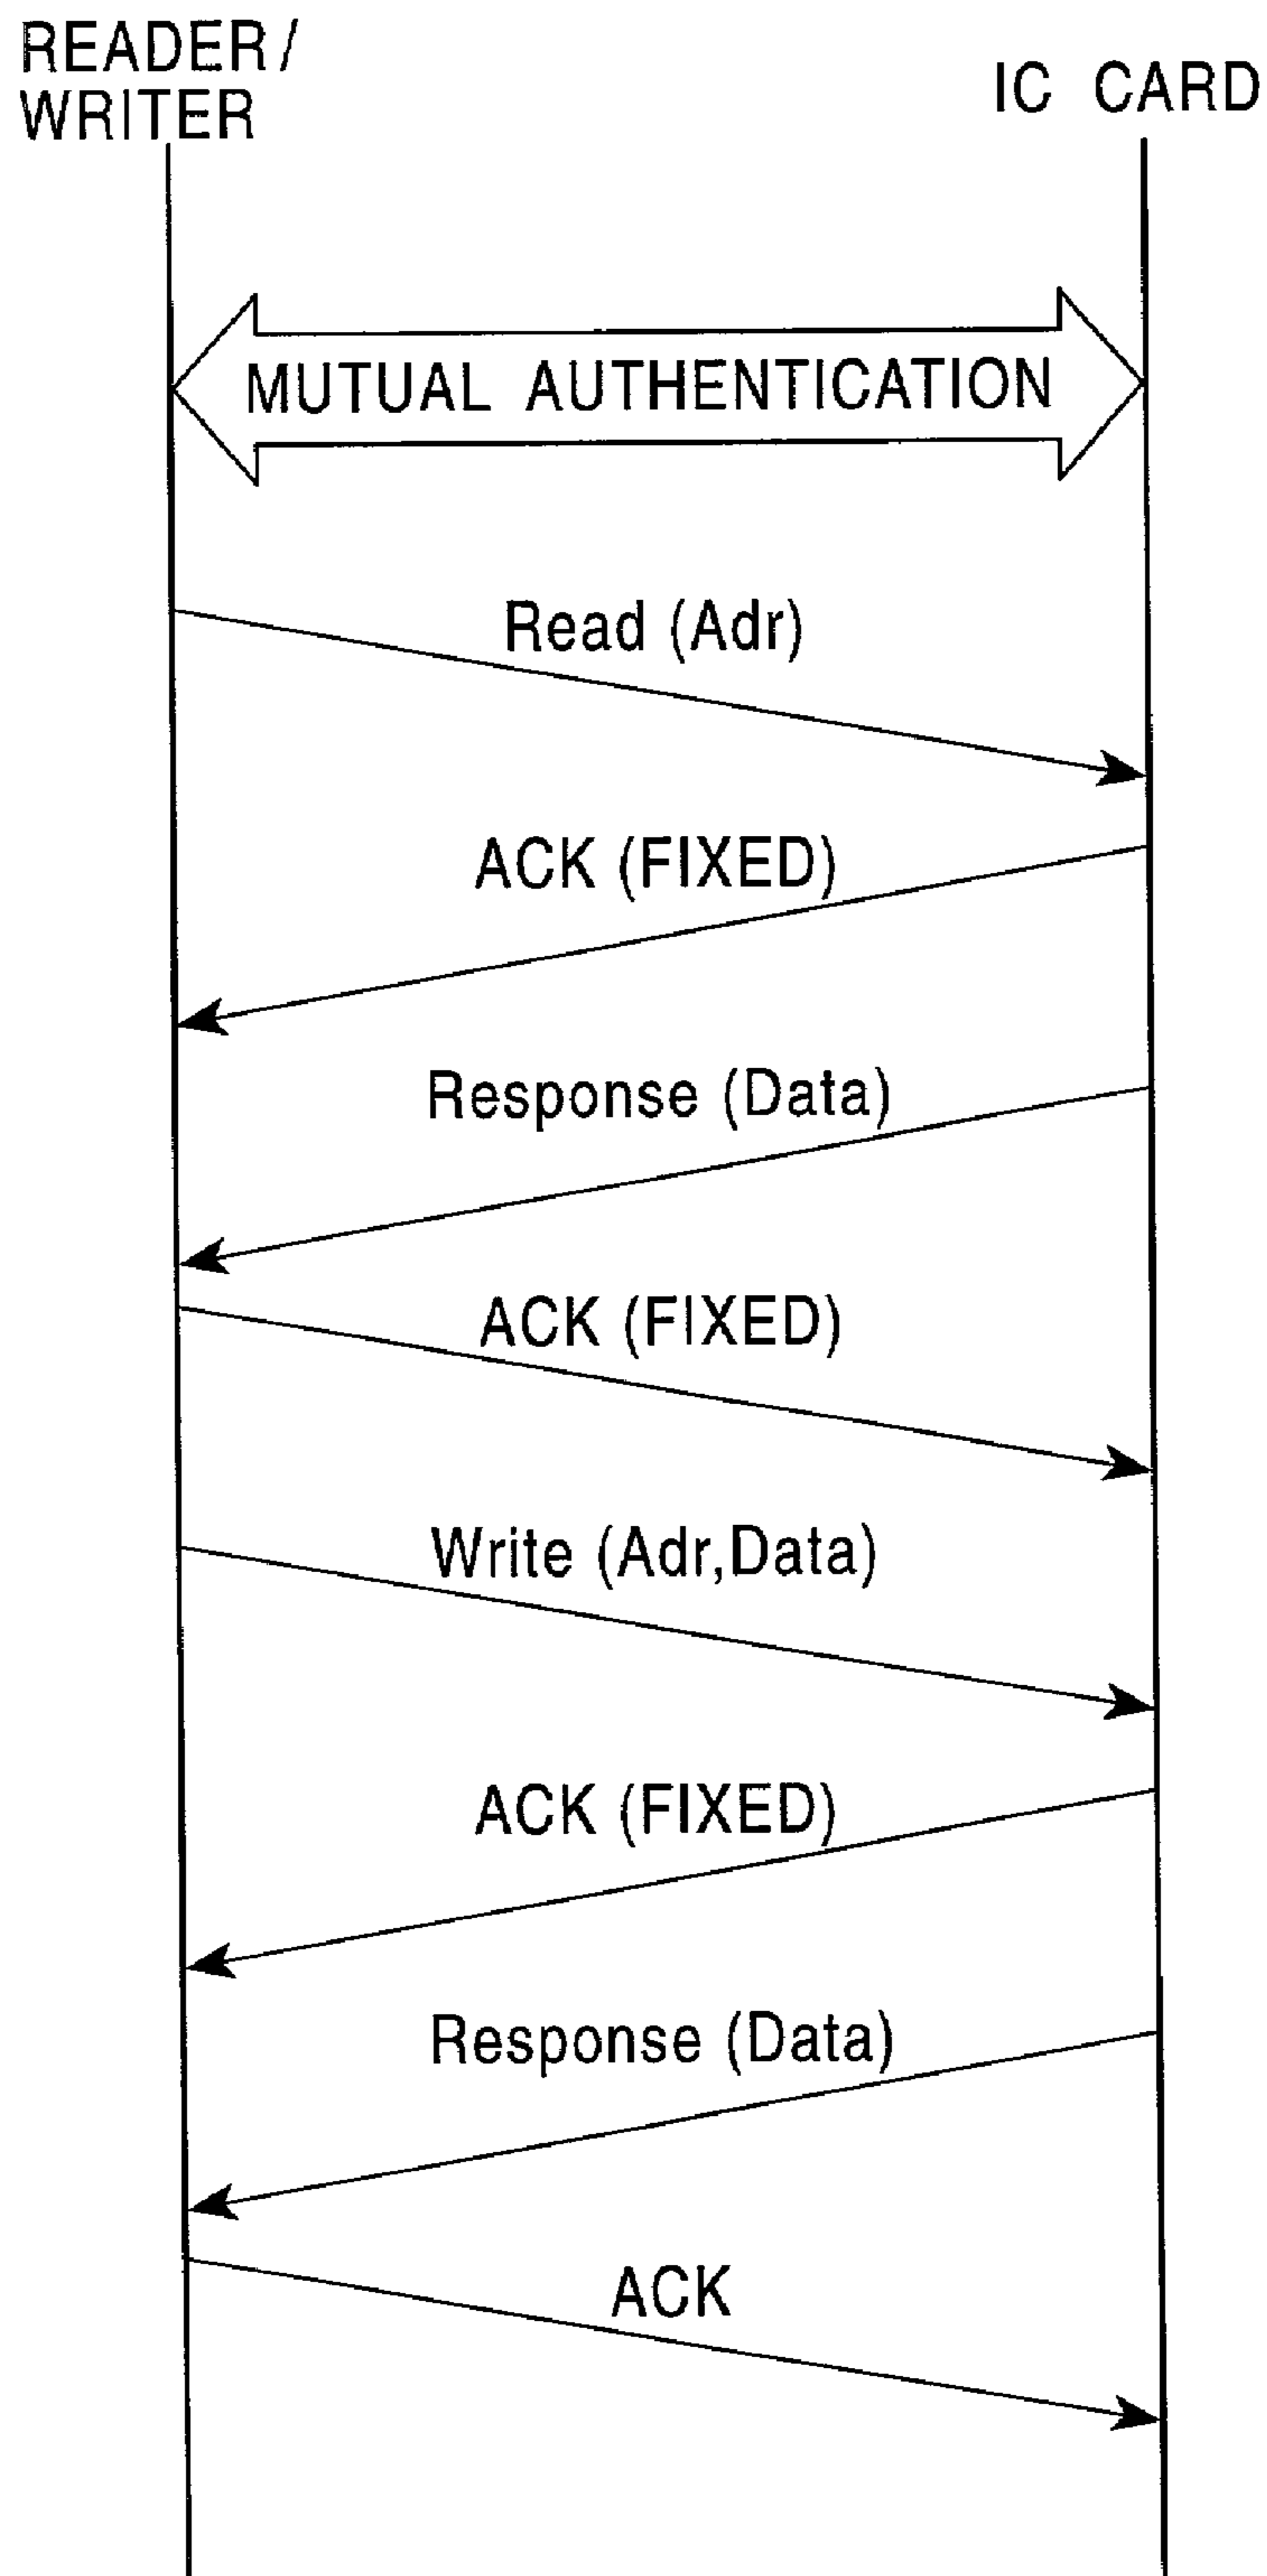 READER/
WRITER
IC CARD
MUTUAL AUTHENTICATION
Read (Adr)
ACK (FIXED)
Response (Data)
ACK (FIXED)
Write (Adr,Data)
ACK (FIXED)
Response (Data)
ACK